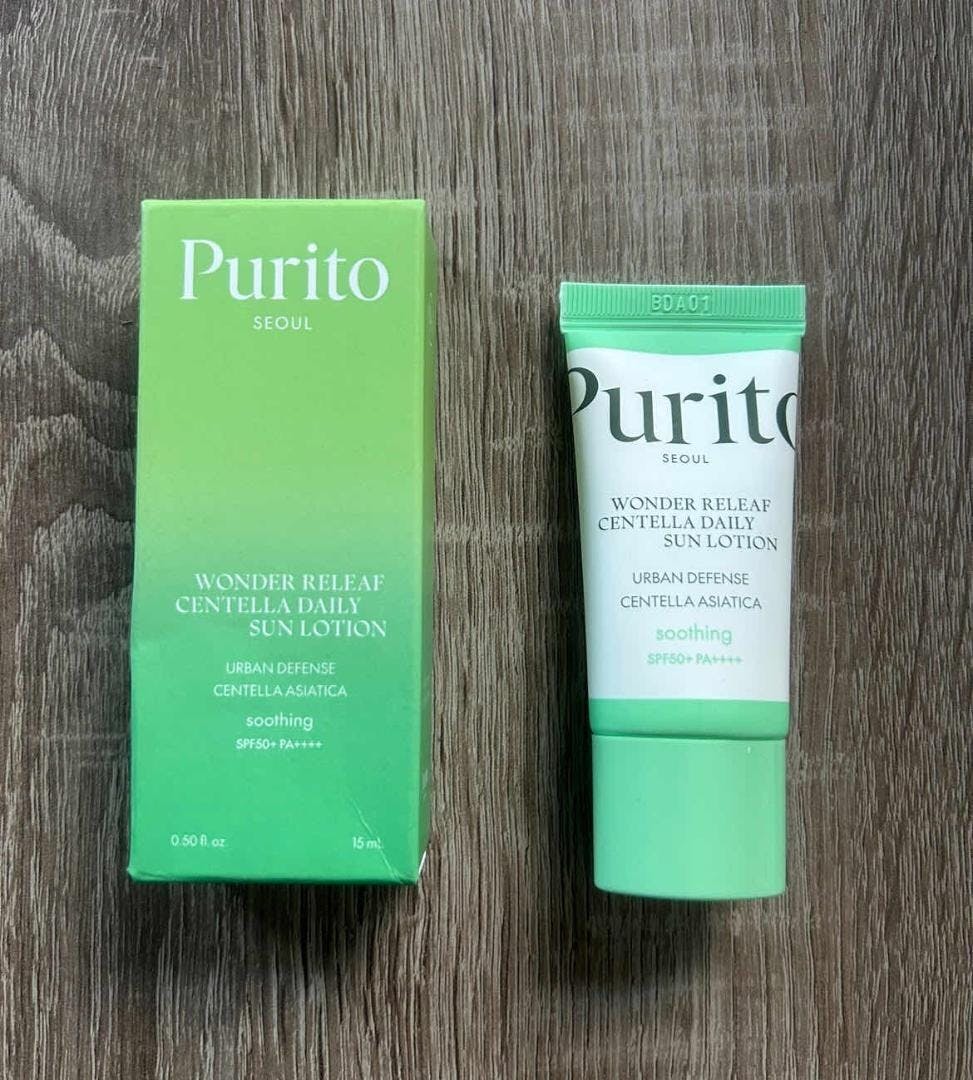 Purito
SEOUL
WONDER RELEAF
CENTELLA DAILY
SUN LOTION
URBAN DEFENSE
CENTELLA ASIATICA
soothing
SPF50+ PA++++
0.50 fl. oz.
15 ml.
BDA01
Purito
SEOUL
WONDER RELEAF
CENTELLA DAILY
SUN LOTION
URBAN DEFENSE
CENTELLA ASIATICA
soothing
SPF50+ PA++++